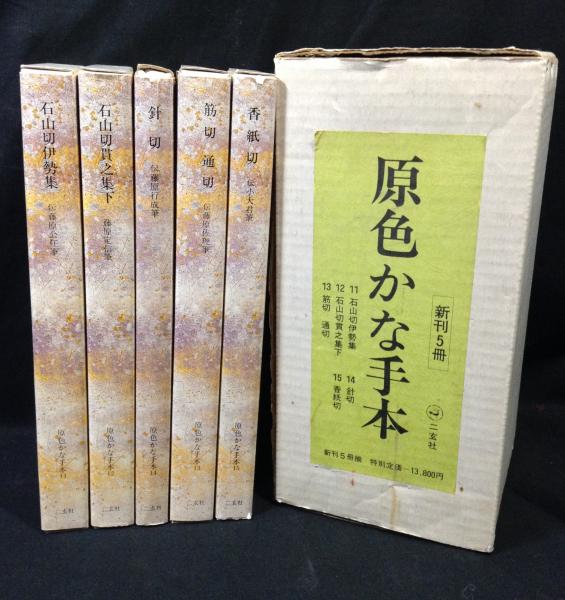 石山切伊勢集
伝藤原公任筆
原色かな手本11
二玄社
石山切貫之集下
藤原定信筆
原色かな手本12
二玄社
針切
伝藤原行成筆
原色かな手本14
二玄社
筋切 通切
伝藤原佐理筆
原色かな手本13
二玄社
香紙切
伝小大君筆
原色かな手本15
二玄社
原色かな手本
新刊5冊
11 石山切伊勢集
12 石山切貫之集下
13 筋切 通切
14 針切
15 香紙切
二玄社
新刊5冊揃 特別定価―13,800円